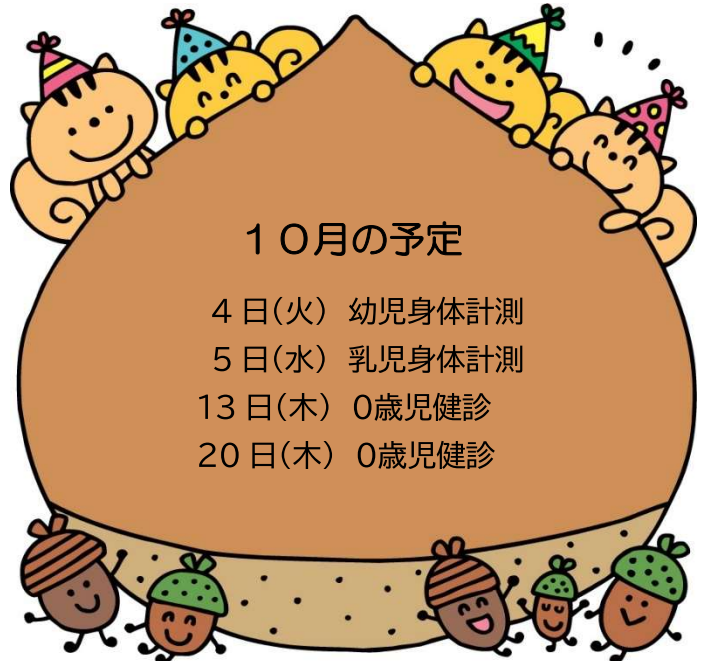 10月の予定
4日(火) 幼児身体計測
5日(水) 乳児身体計測
13日(木) 0歳児健診
20日(木) 0歳児健診